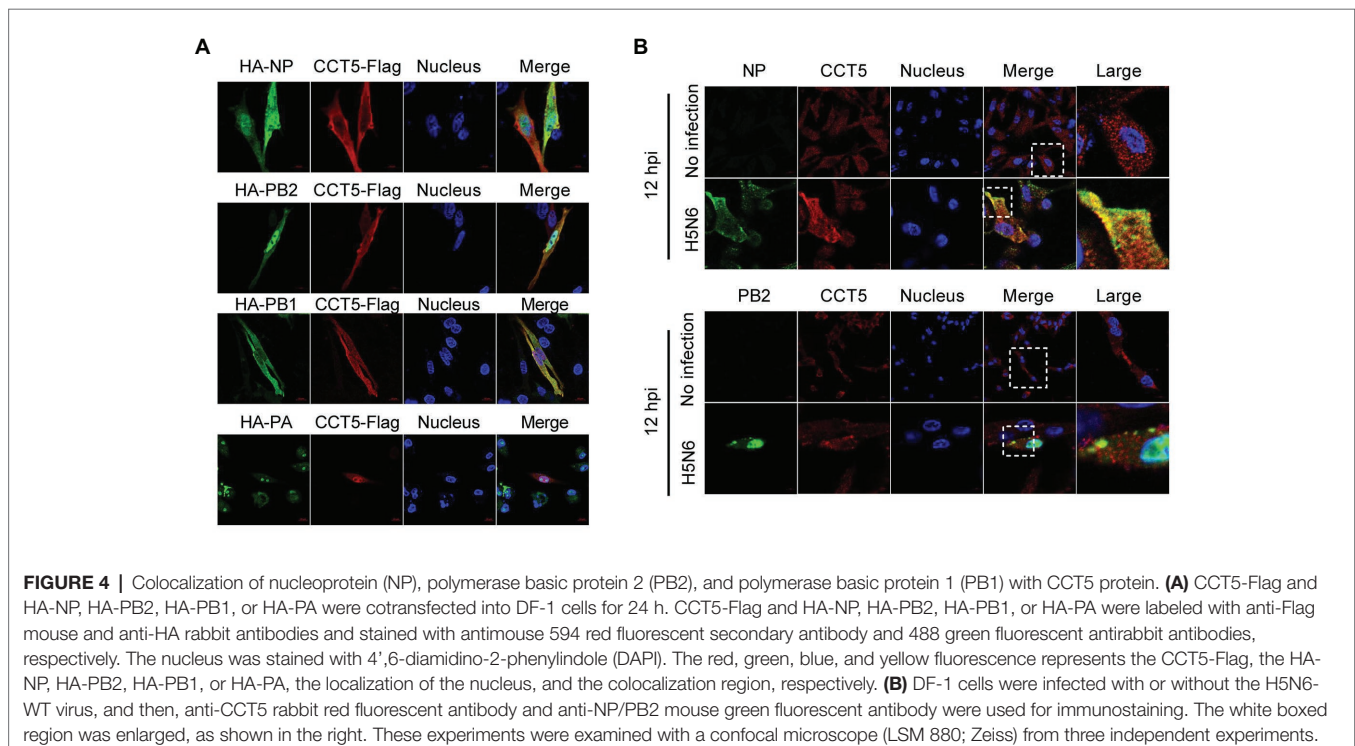 A
HA-NP CCT5-Flag Nucleus Merge
HA-PB2 CCT5-Flag Nucleus Merge
HA-PB1 CCT5-Flag Nucleus Merge
HA-PA CCT5-Flag Nucleus Merge
B
NP CCT5 Nucleus Merge Large
12 hpi
No infection
H5N6
PB2 CCT5 Nucleus Merge Large
12 hpi
No infection
H5N6
FIGURE 4 | Colocalization of nucleoprotein (NP), polymerase basic protein 2 (PB2), and polymerase basic protein 1 (PB1) with CCT5 protein. (A) CCT5-Flag and
HA-NP, HA-PB2, HA-PB1, or HA-PA were cotransfected into DF-1 cells for 24 h. CCT5-Flag and HA-NP, HA-PB2, HA-PB1, or HA-PA were labeled with anti-Flag
mouse and anti-HA rabbit antibodies and stained with antimouse 594 red fluorescent secondary antibody and 488 green fluorescent antirabbit antibodies,
respectively. The nucleus was stained with 4',6-diamidino-2-phenylindole (DAPI). The red, green, blue, and yellow fluorescence represents the CCT5-Flag, the HA-
NP, HA-PB2, HA-PB1, or HA-PA, the localization of the nucleus, and the colocalization region, respectively. (B) DF-1 cells were infected with or without the H5N6-
WT virus, and then, anti-CCT5 rabbit red fluorescent antibody and anti-NP/PB2 mouse green fluorescent antibody were used for immunostaining. The white boxed
region was enlarged, as shown in the right. These experiments were examined with a confocal microscope (LSM 880; Zeiss) from three independent experiments.